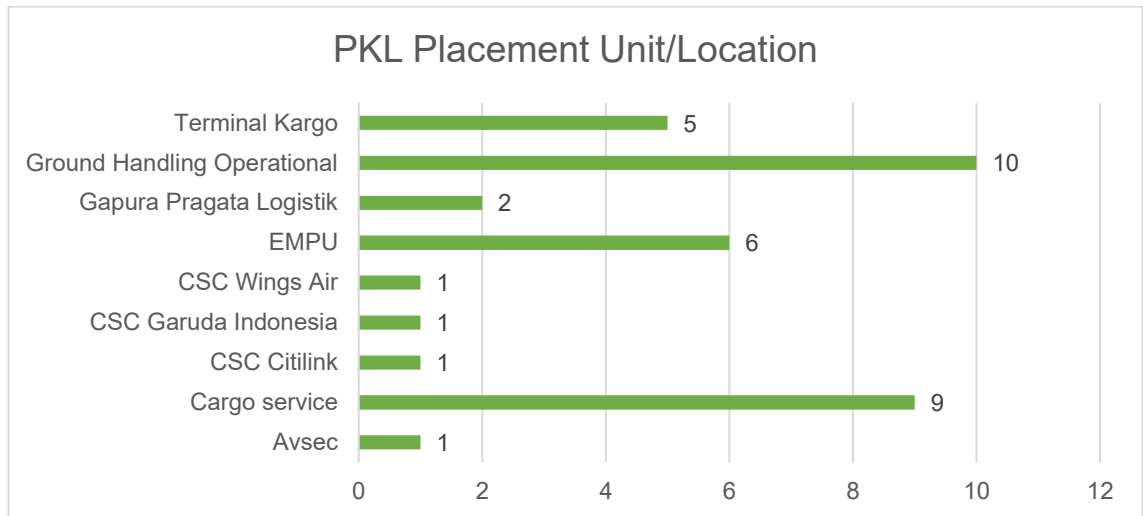 PKL Placement Unit/Location
Terminal Kargo 5
Ground Handling Operational 10
Gapura Pragata Logistik 2
EMPU 6
CSC Wings Air 1
CSC Garuda Indonesia 1
CSC Citilink 1
Cargo service 9
Avsec 1
0 2 4 6 8 10 12